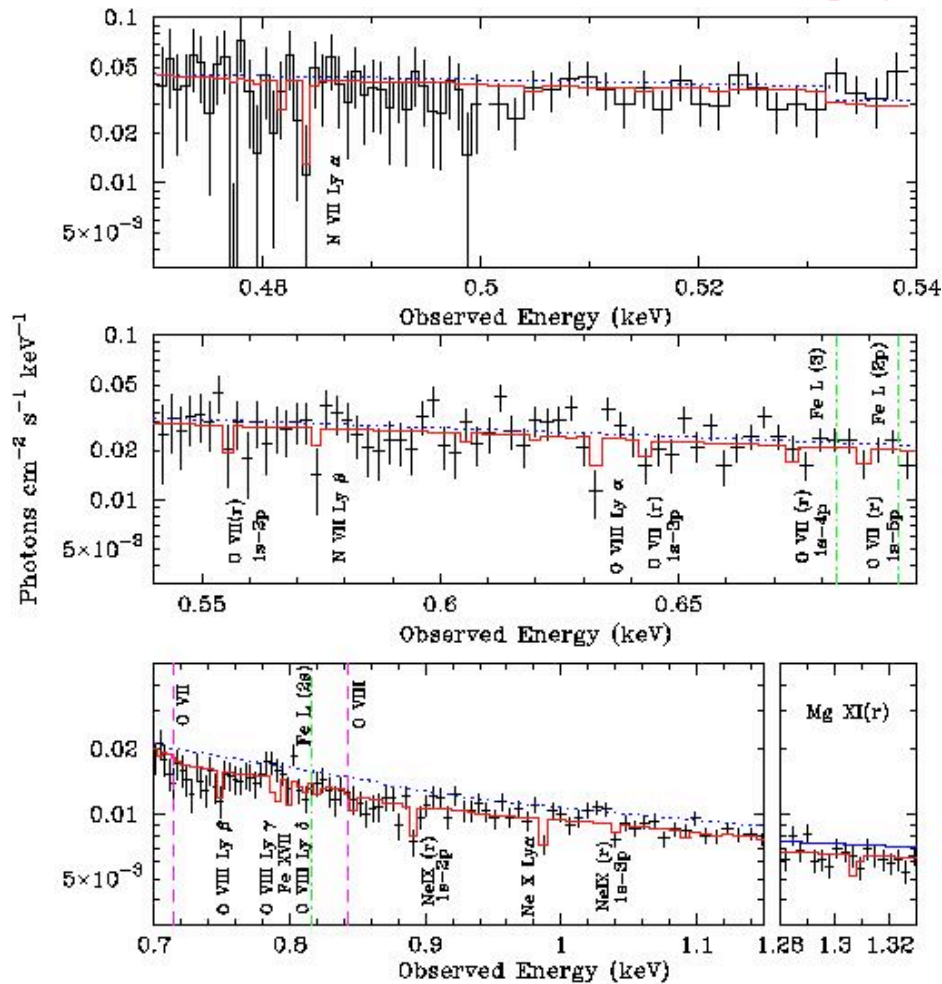 Photons cm⁻² s⁻¹ keV⁻¹
0.1
0.05
0.02
0.01
5×10⁻³
N VII Ly α
0.48
0.5
0.52
0.54
Observed Energy (keV)
0.1
0.05
0.02
0.01
5×10⁻³
O VII(r)
1s-2p
N VII Ly β
O VIII Ly α
O VII (r)
1s-3p
O VII (r)
1s-4p
Fe L (3)
O VII (r)
1s-5p
Fe L (2p)
0.55
0.6
0.65
Observed Energy (keV)
0.02
0.01
5×10⁻³
O VII
O VIII Ly β
O VIII Ly γ
Fe XVII
O VIII Ly δ
Fe L (2s)
O VIII
NeIX (r)
1s-2p
Ne X Lyα
NeIX (r)
1s-3p
Mg XI(r)
0.7
0.8
0.9
1
1.1
1.2
1.28
1.3
1.32
Observed Energy (keV)